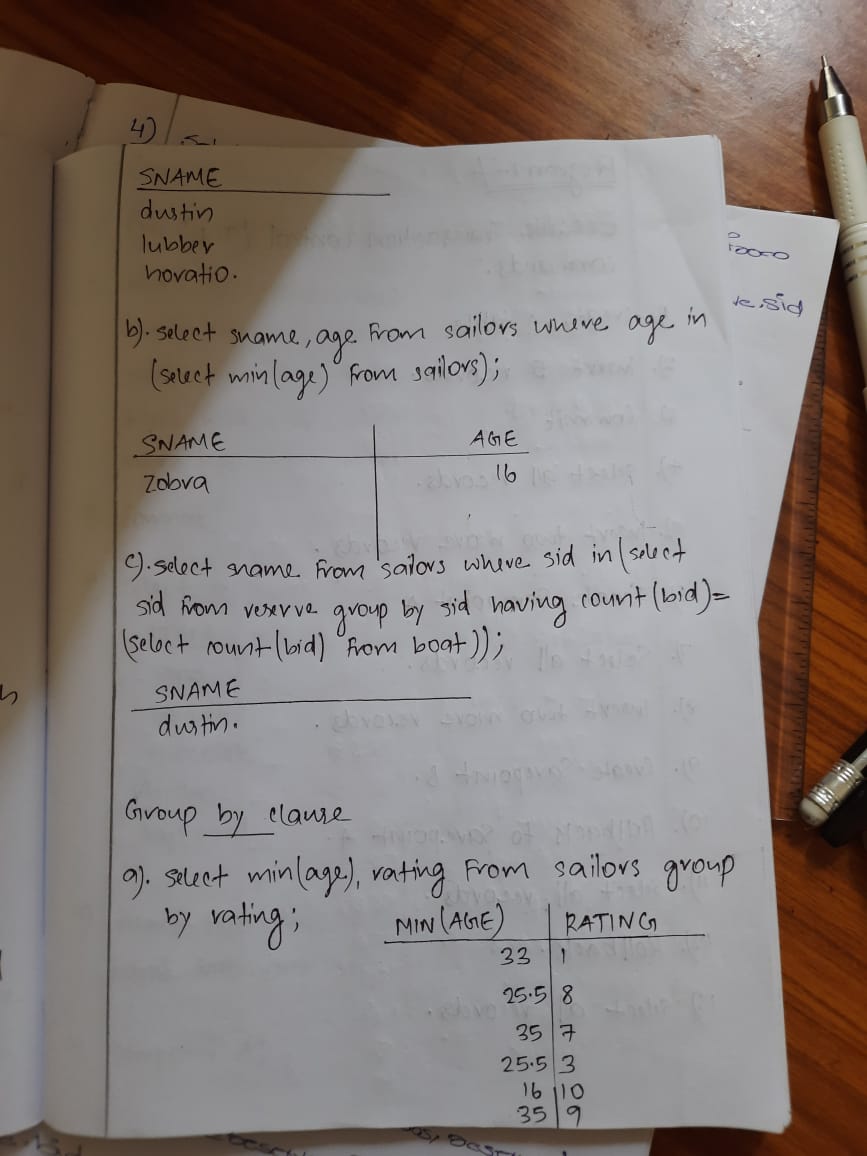 4)
SNAME
dustin
lubber
horatio.
b). select sname, age from sailors where age in
(select min(age) from sailors);
SNAME AGE
zobra 16
c). select sname from sailors where sid in (select
sid from reserve group by sid having count(bid)=
(select count(bid) from boat));
SNAME
dustin.
Group by clause
a). select min(age), rating from sailors group
by rating;
MIN(AGE) RATING
33 1
25.5 8
35 7
25.5 3
16 10
35 9
sid